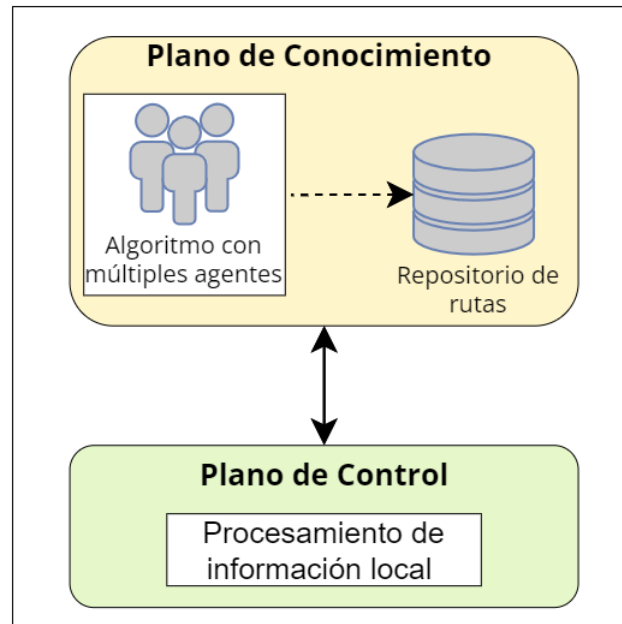 Plano de Conocimiento
Algoritmo con
múltiples agentes
Repositorio de
rutas
Plano de Control
Procesamiento de
información local